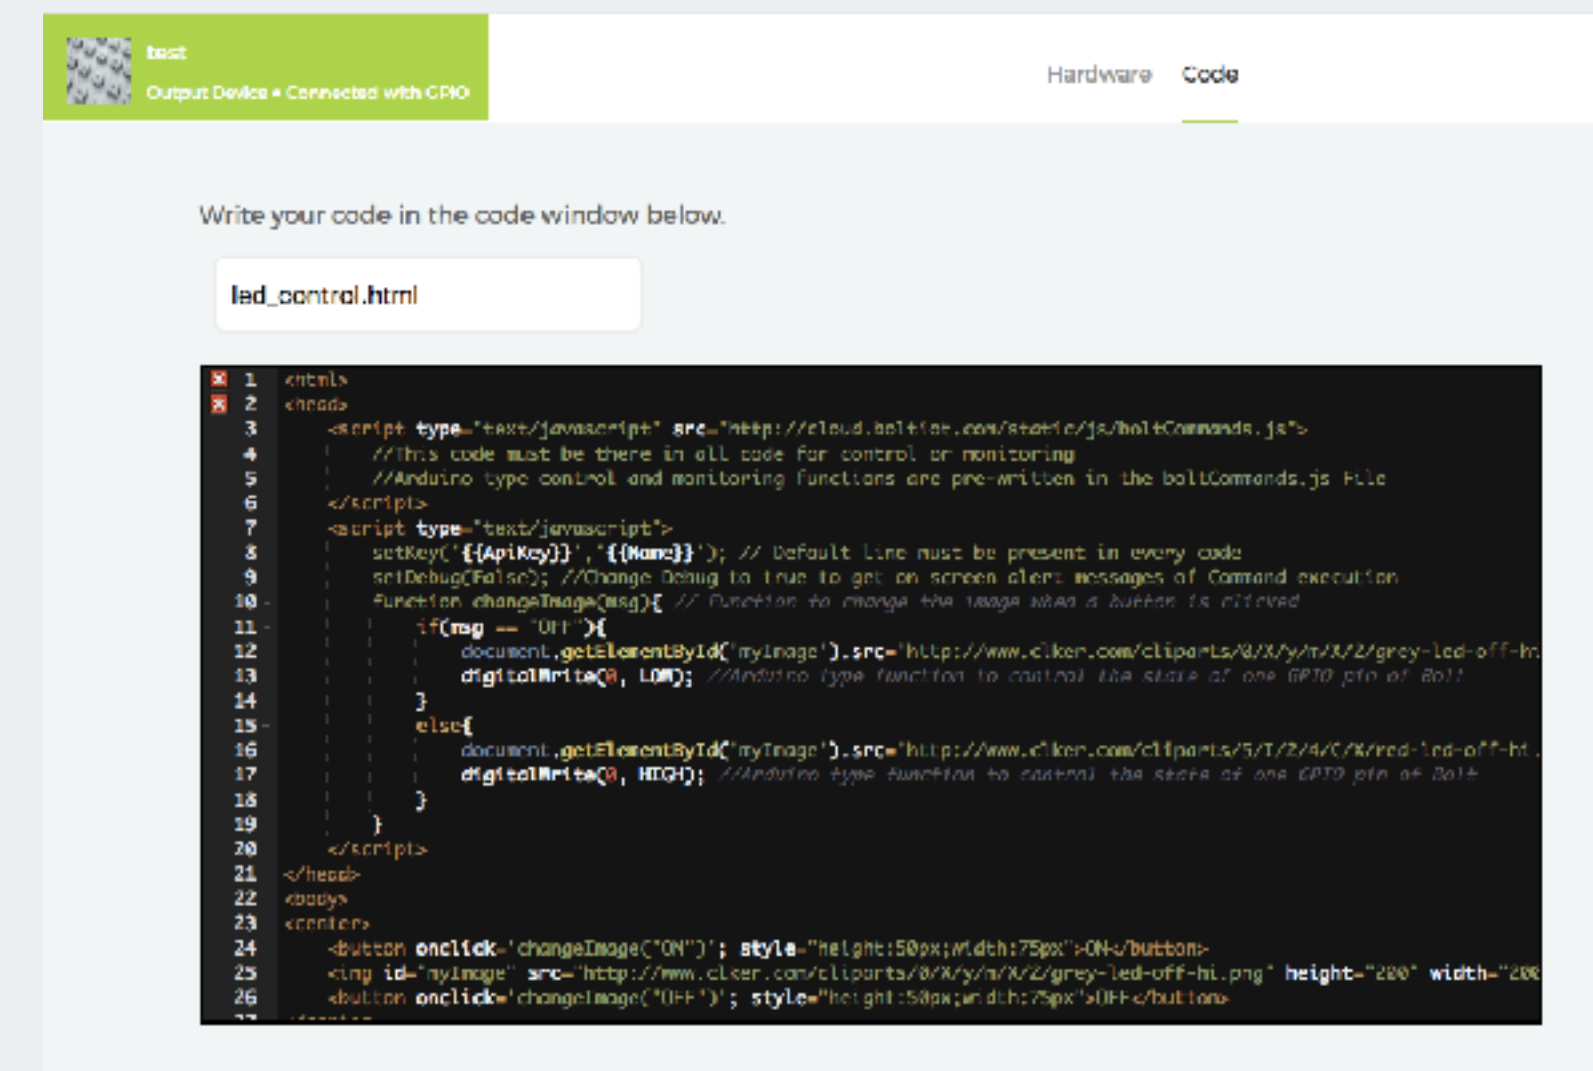 test
Output Device • Connected with GPIO
Hardware Code
Write your code in the code window below.
led_control.html
1 <html>
2 <head>
3 <script type="text/javascript" src="http://cloud.boltiot.com/static/js/boltCommands.js">
4 //This code must be there in all code for control or monitoring
5 //Arduino type control and monitoring functions are pre-written in the boltCommands.js File
6 </script>
7 <script type="text/javascript">
8 setKey('{{ApiKey}}','{{Name}}'); // Default line must be present in every code
9 setDebug(False); //Change Debug to true to get on screen alert messages of Command execution
10 function changeImage(msg){ // Function to change the image when a button is clicked
11 if(msg == "OFF"){
12 document.getElementById('myImage').src='http://www.clker.com/cliparts/0/X/y/n/X/2/grey-led-off-hi
13 digitalWrite(0, LOW); //Arduino type function to control the state of one GPIO pin of Bolt
14 }
15 else{
16 document.getElementById('myImage').src='http://www.clker.com/cliparts/5/T/Z/4/C/X/red-led-off-hi.
17 digitalWrite(0, HIGH); //Arduino type function to control the state of one GPIO pin of Bolt
18 }
19 }
20 </script>
21 </head>
22 <body>
23 <center>
24 <button onclick='changeImage("ON")'; style="height:50px;width:75px">ON</button>
25 <img id="myImage" src="http://www.clker.com/cliparts/0/X/y/n/X/2/grey-led-off-hi.png" height="200" width="200
26 <button onclick='changeImage("OFF")'; style="height:50px;width:75px">OFF</button>